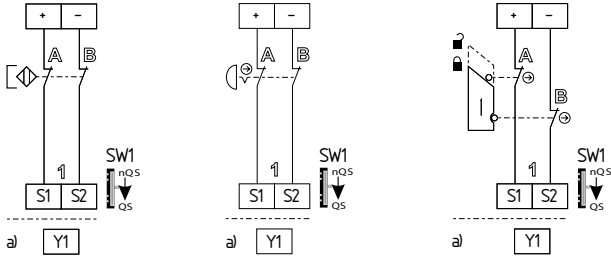 + −
A B
1
SW1
nQS
QS
S1 S2
a) Y1
+ −
A B
1
SW1
nQS
QS
S1 S2
a) Y1
+ −
A
B
1
SW1
nQS
QS
S1 S2
a) Y1